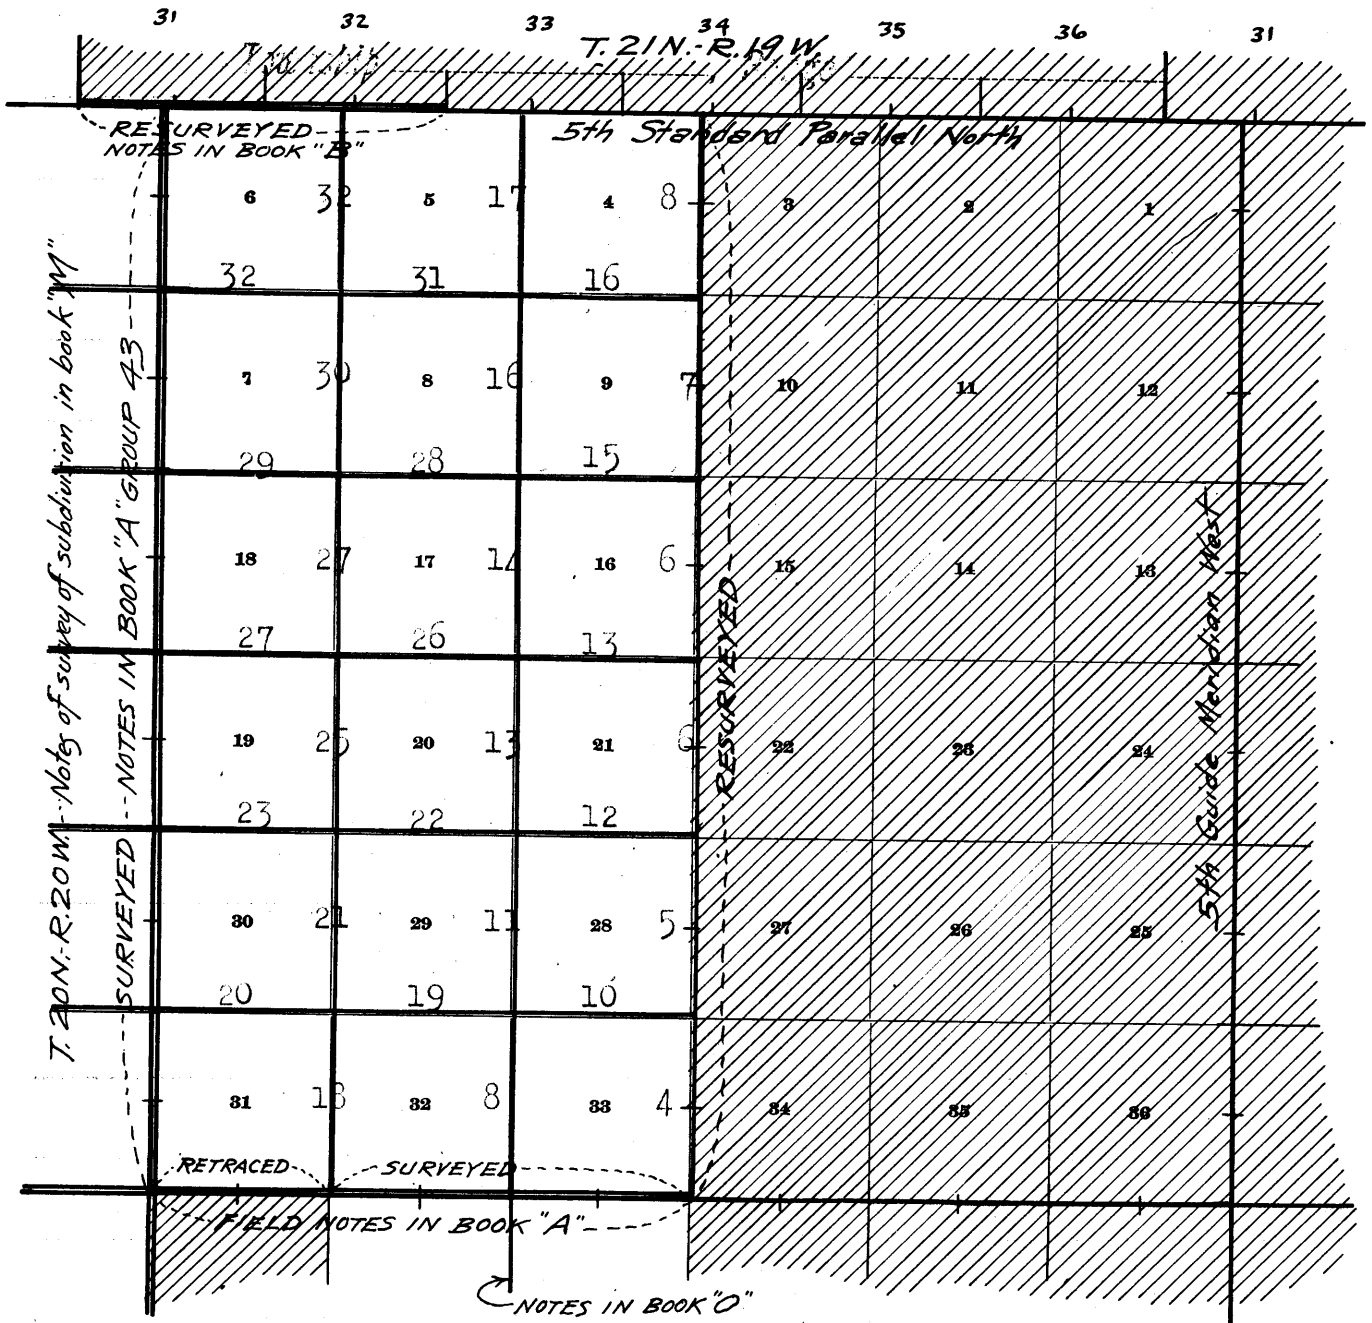 31 32 33 34 35 36 31
T. 21 N.-R. 19 W.
RESURVEYED
NOTES IN BOOK "B"
5th Standard Parallel North
6 32 5 17 4 8 3 2 1
32 31 16
7 30 8 16 9 7 10 11 12
29 28 15
18 27 17 14 16 6 15 14 13
27 26 13
19 25 20 13 21 6 22 23 24
23 22 12
30 21 29 11 28 5 27 26 25
20 19 10
31 18 32 8 33 4 34 35 36
T. 20 N.-R. 20 W. - Notes of survey of subdivision in book "M"
SURVEYED - NOTES IN BOOK "A" GROUP 43
RESURVEYED
5th Guide Meridian West
RETRACED
SURVEYED
FIELD NOTES IN BOOK "A"
NOTES IN BOOK "O"